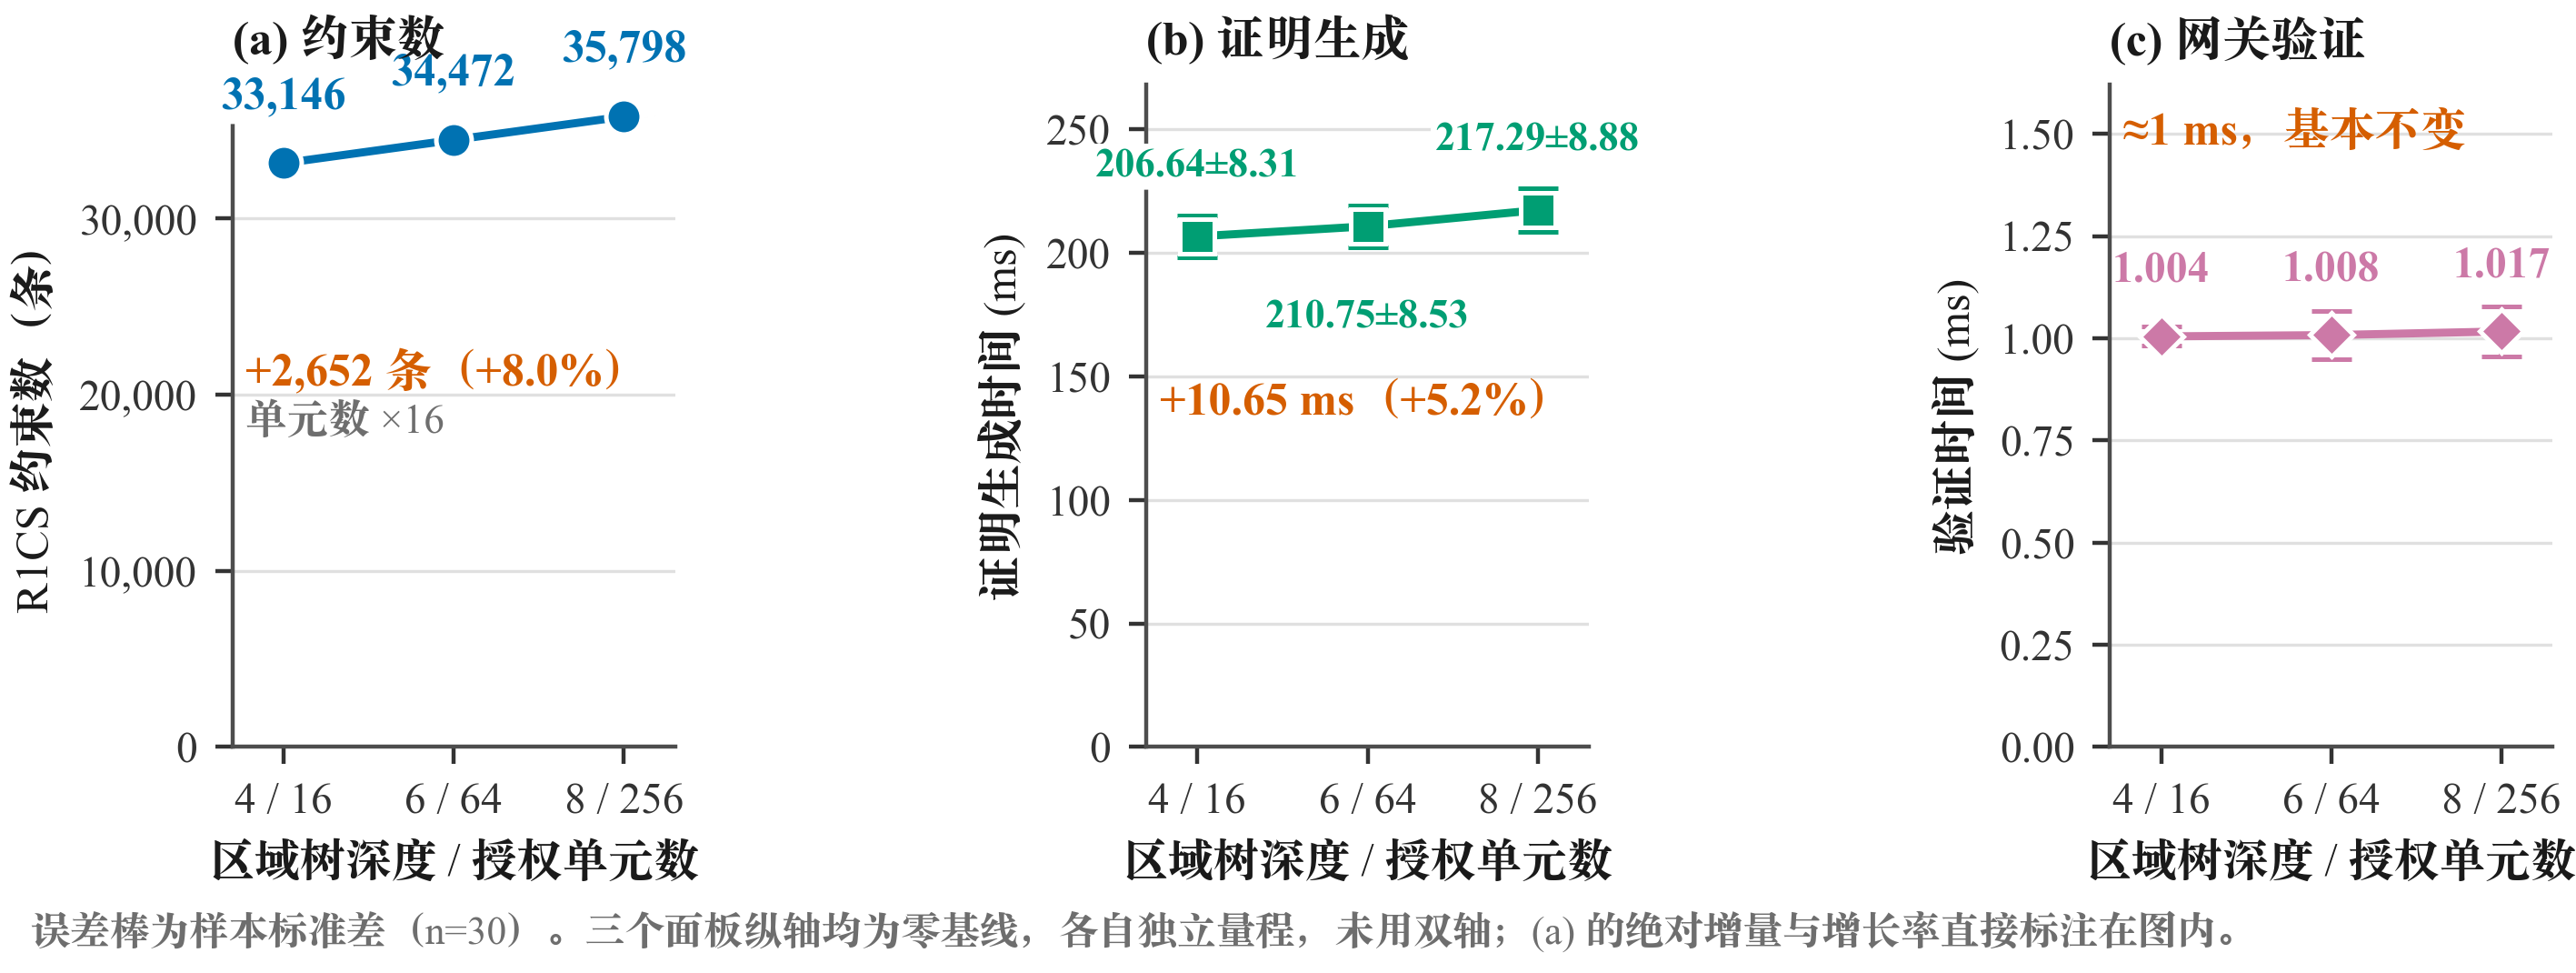 (a) 约束数
33,146
34,472
35,798
R1CS 约束数（条）
30,000
20,000
10,000
0
+2,652 条（+8.0%）
单元数 ×16
4 / 16
6 / 64
8 / 256
区域树深度 / 授权单元数
(b) 证明生成
证明生成时间 (ms)
250
200
150
100
50
0
206.64±8.31
210.75±8.53
217.29±8.88
+10.65 ms（+5.2%）
4 / 16
6 / 64
8 / 256
区域树深度 / 授权单元数
(c) 网关验证
验证时间 (ms)
1.50
1.25
1.00
0.75
0.50
0.25
0.00
≈1 ms，基本不变
1.004
1.008
1.017
4 / 16
6 / 64
8 / 256
区域树深度 / 授权单元数
误差棒为样本标准差（n=30）。三个面板纵轴均为零基线，各自独立量程，未用双轴；(a) 的绝对增量与增长率直接标注在图内。